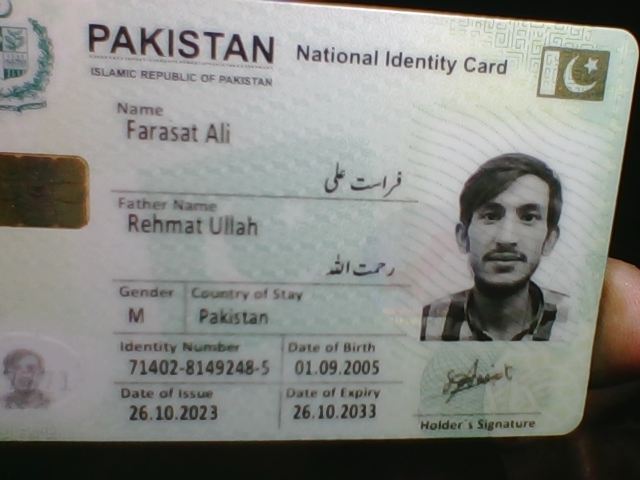 PAKISTAN National Identity Card
ISLAMIC REPUBLIC OF PAKISTAN
Name
Farasat Ali
فراست علی
Father Name
Rehmat Ullah
رحمت اللہ
Gender Country of Stay
M Pakistan
Identity Number Date of Birth
71402-8149248-5 01.09.2005
Date of Issue Date of Expiry
26.10.2023 26.10.2033
Holder's Signature